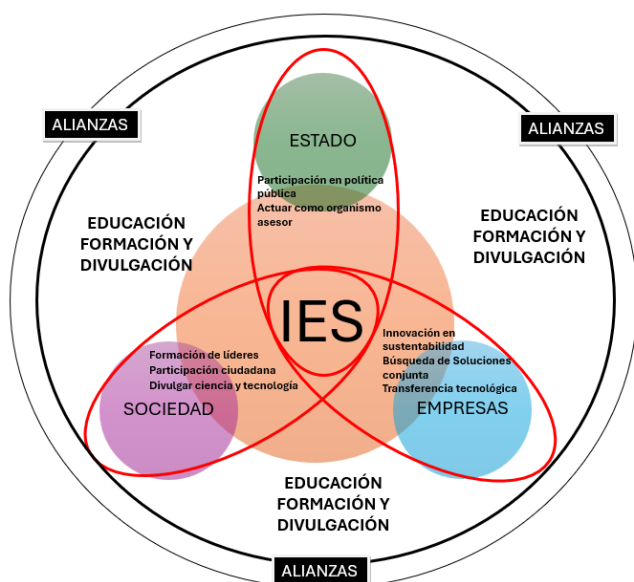 ALIANZAS
ALIANZAS
ESTADO
Participación en política
pública
Actuar como organismo
asesor
EDUCACIÓN
FORMACIÓN Y
DIVULGACIÓN
EDUCACIÓN
FORMACIÓN Y
DIVULGACIÓN
IES
Formación de líderes
Participación ciudadana
Divulgar ciencia y tecnología
SOCIEDAD
Innovación en
sustentabilidad
Búsqueda de Soluciones
conjunta
Transferencia tecnológica
EMPRESAS
EDUCACIÓN
FORMACIÓN Y
DIVULGACIÓN
ALIANZAS